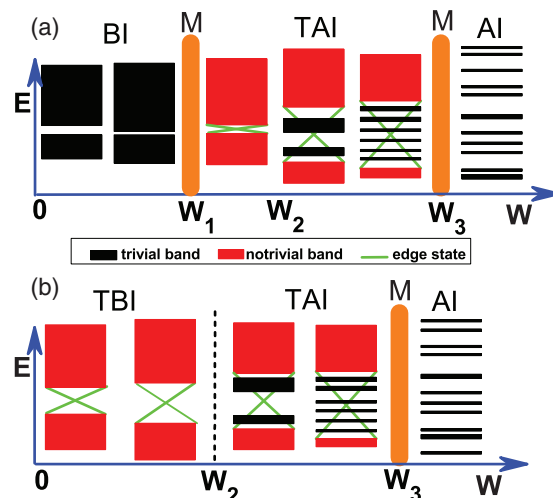 (a) BI M TAI M AI
E
0 W1 W2 W3 W
trivial band notrivial band edge state
(b) TBI TAI M AI
E
0 W2 W3 W